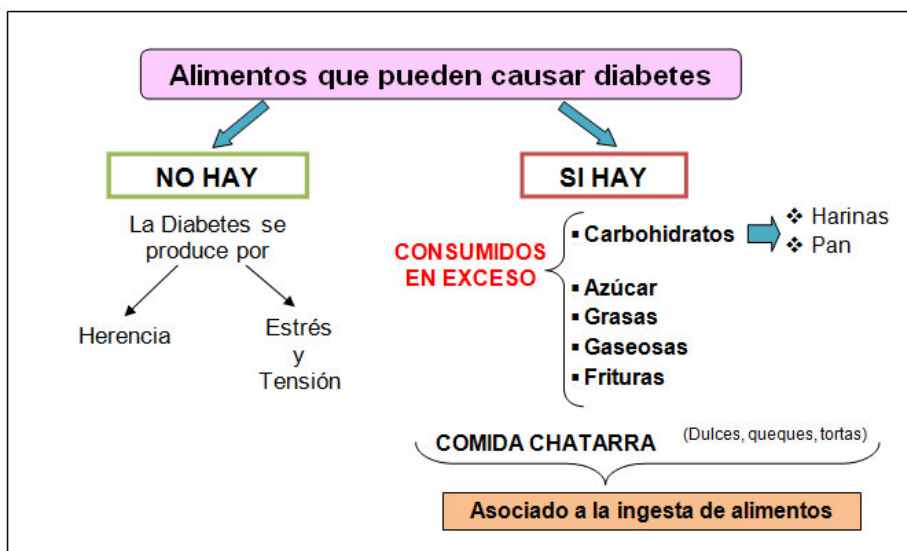 Alimentos que pueden causar diabetes
NO HAY
La Diabetes se
produce por
Herencia
Estrés
y
Tensión
SI HAY
CONSUMIDOS
EN EXCESO
▪ Carbohidratos
❖ Harinas
❖ Pan
▪ Azúcar
▪ Grasas
▪ Gaseosas
▪ Frituras
COMIDA CHATARRA (Dulces, queques, tortas)
Asociado a la ingesta de alimentos